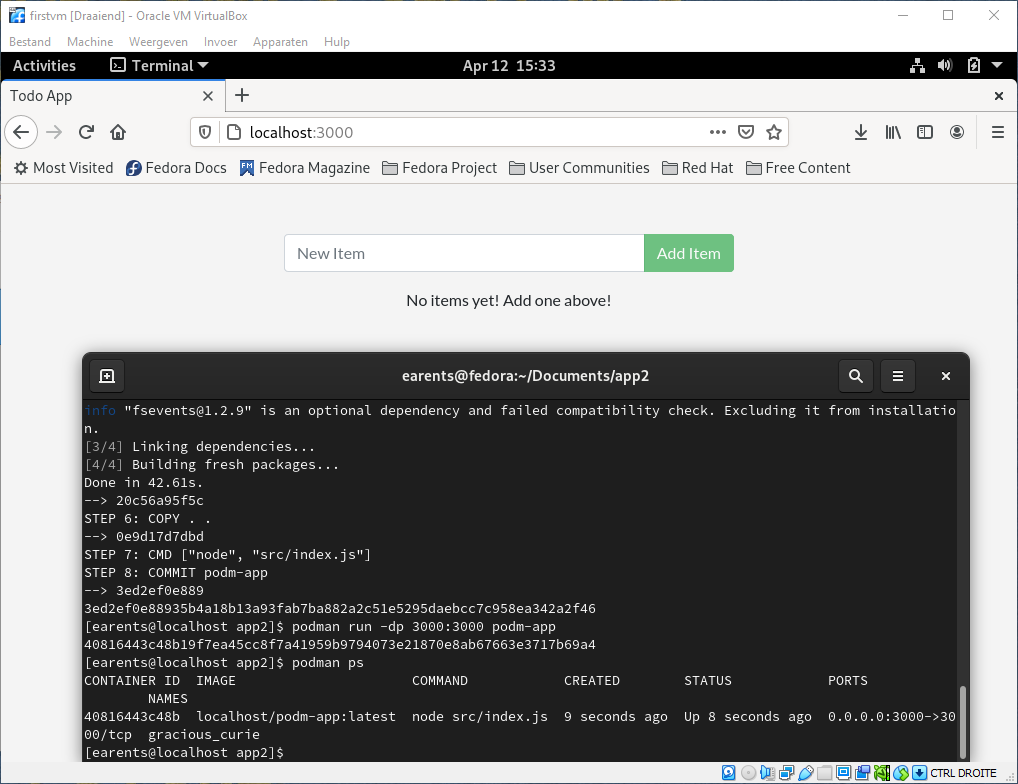 firstvm [Draaiend] - Oracle VM VirtualBox
Bestand Machine Weergeven Invoer Apparaten Hulp
Activities Terminal Apr 12 15:33
Todo App
localhost:3000
Most Visited Fedora Docs Fedora Magazine Fedora Project User Communities Red Hat Free Content
New Item Add Item
No items yet! Add one above!
earents@fedora:~/Documents/app2
info "fsevents@1.2.9" is an optional dependency and failed compatibility check. Excluding it from installatio
n.
[3/4] Linking dependencies...
[4/4] Building fresh packages...
Done in 42.61s.
--> 20c56a95f5c
STEP 6: COPY . .
--> 0e9d17d7dbd
STEP 7: CMD ["node", "src/index.js"]
STEP 8: COMMIT podm-app
--> 3ed2ef0e889
3ed2ef0e88935b4a18b13a93fab7ba882a2c51e5295daebcc7c958ea342a2f46
[earents@localhost app2]$ podman run -dp 3000:3000 podm-app
40816443c48b19f7ea45cc8f7a41959b9794073e21870e8ab67663e3717b69a4
[earents@localhost app2]$ podman ps
CONTAINER ID IMAGE COMMAND CREATED STATUS PORTS
NAMES
40816443c48b localhost/podm-app:latest node src/index.js 9 seconds ago Up 8 seconds ago 0.0.0.0:3000->30
00/tcp gracious_curie
[earents@localhost app2]$
CTRL DROITE